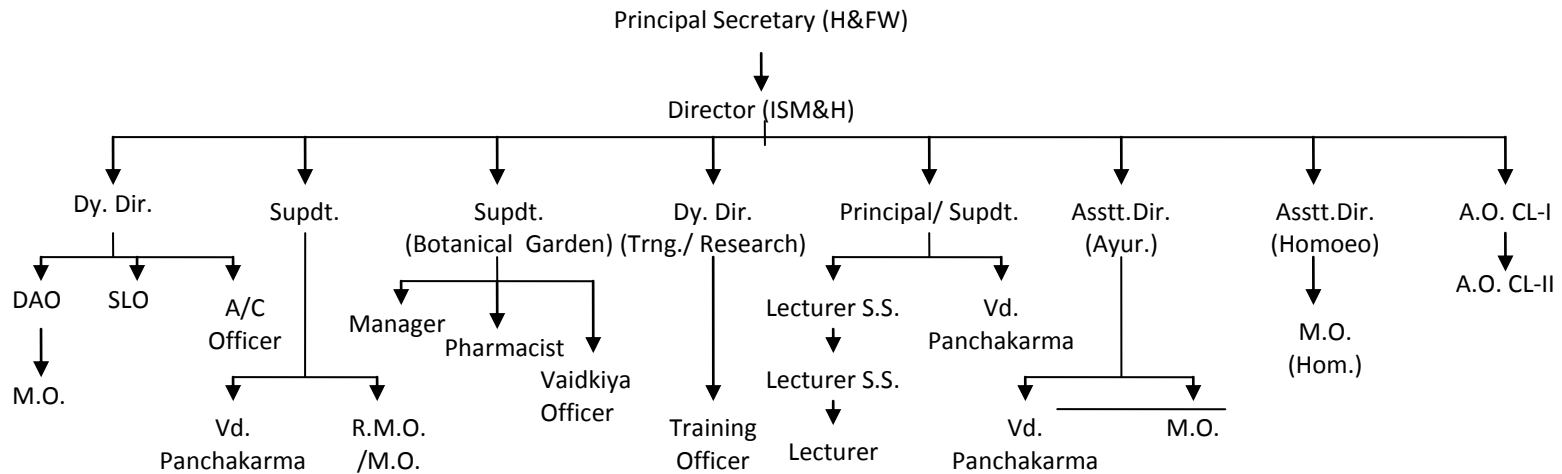 Principal Secretary (H&FW)
Director (ISM&H)
Dy. Dir.
Supdt.
Supdt.
(Botanical Garden)
Dy. Dir.
(Trng./ Research)
Principal/ Supdt.
Asstt.Dir.
(Ayur.)
Asstt.Dir.
(Homoeo)
A.O. CL-I
DAO
SLO
A/C
Officer
Manager
Pharmacist
Vaidkiya
Officer
Lecturer S.S.
Vd.
Panchakarma
M.O.
(Hom.)
A.O. CL-II
M.O.
Vd.
Panchakarma
R.M.O.
/M.O.
Training
Officer
Lecturer S.S.
Lecturer
Vd.
Panchakarma
M.O.